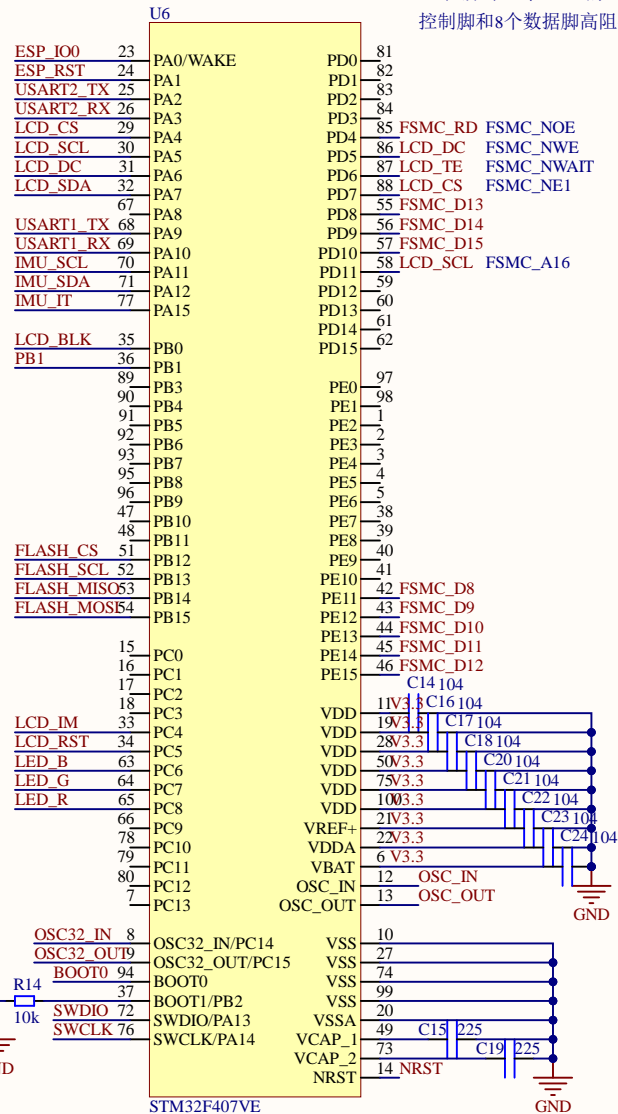 U6
控制脚和8个数据脚高阻
ESP_IO0 23 PA0/WAKE PD0 81
ESP_RST 24 PA1 PD1 82
USART2_TX 25 PA2 PD2 83
USART2_RX 26 PA3 PD3 84
LCD_CS 29 PA4 PD4 85 FSMC_RD FSMC_NOE
LCD_SCL 30 PA5 PD5 86 LCD_DC FSMC_NWE
LCD_DC 31 PA6 PD6 87 LCD_TE FSMC_NWAIT
LCD_SDA 32 PA7 PD7 88 LCD_CS FSMC_NE1
67 PA8 PD8 55 FSMC_D13
USART1_TX 68 PA9 PD9 56 FSMC_D14
USART1_RX 69 PA10 PD10 57 FSMC_D15
IMU_SCL 70 PA11 PD11 58 LCD_SCL FSMC_A16
IMU_SDA 71 PA12 PD12 59
IMU_IT 77 PA15 PD13 60
PD14 61
LCD_BLK 35 PB0 PD15 62
PB1 36 PB1
89 PB3 PE0 97
90 PB4 PE1 98
91 PB5 PE2 1
92 PB6 PE3 2
93 PB7 PE4 3
95 PB8 PE5 4
96 PB9 PE6 5
47 PB10 PE7 38
48 PB11 PE8 39
FLASH_CS 51 PB12 PE9 40
FLASH_SCL 52 PB13 PE10 41
FLASH_MISO 53 PB14 PE11 42 FSMC_D8
FLASH_MOSI 54 PB15 PE12 43 FSMC_D9
PE13 44 FSMC_D10
15 PC0 PE14 45 FSMC_D11
16 PC1 PE15 46 FSMC_D12
17 PC2 C14 104
18 PC3 VDD 11 V3.3 C16 104
LCD_IM 33 PC4 VDD 19 V3.3 C17 104
LCD_RST 34 PC5 VDD 28 V3.3 C18 104
LED_B 63 PC6 VDD 50 V3.3 C20 104
LED_G 64 PC7 VDD 75 V3.3 C21 104
LED_R 65 PC8 VDD 100 V3.3 C22 104
66 PC9 VREF+ 21 V3.3 C23 104
78 PC10 VDDA 22 V3.3 C24 104
79 PC11 VBAT 6 V3.3
80 PC12 OSC_IN 12 OSC_IN
7 PC13 OSC_OUT 13 OSC_OUT
GND
OSC32_IN 8 OSC32_IN/PC14 VSS 10
OSC32_OUT 9 OSC32_OUT/PC15 VSS 27
BOOT0 94 BOOT0 VSS 74
R14 37 BOOT1/PB2 VSS 99
10k SWDIO 72 SWDIO/PA13 VSSA 20
SWCLK 76 SWCLK/PA14 VCAP_1 49 C15 225
VCAP_2 73 C19 225
NRST 14 NRST
STM32F407VE
GND